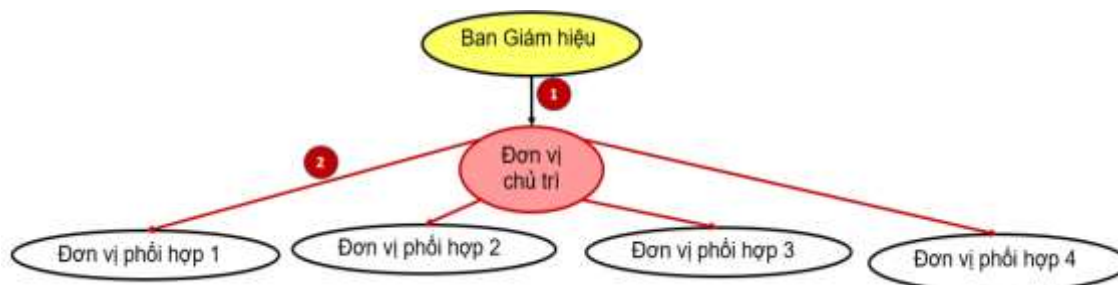 Ban Giám hiệu
1
Đơn vị
chủ trì
2
Đơn vị phối hợp 1
Đơn vị phối hợp 2
Đơn vị phối hợp 3
Đơn vị phối hợp 4